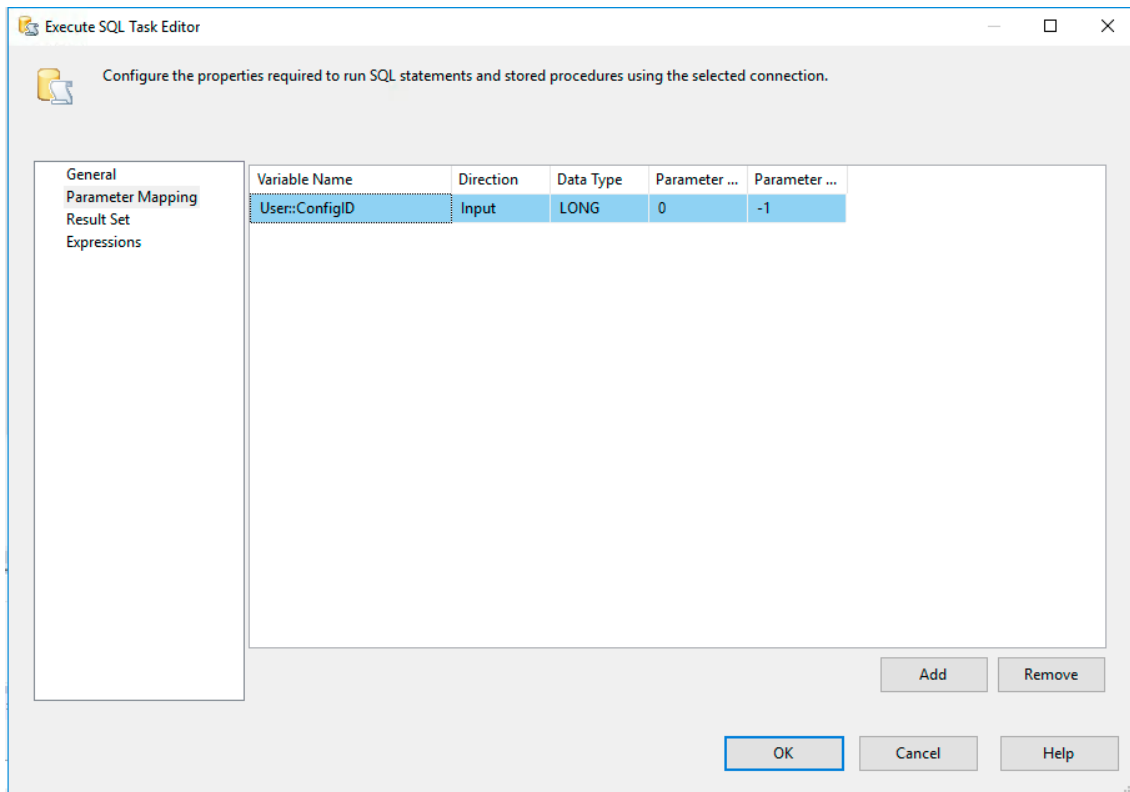 Execute SQL Task Editor
Configure the properties required to run SQL statements and stored procedures using the selected connection.
General
Parameter Mapping
Result Set
Expressions
Variable Name Direction Data Type Parameter ... Parameter ...
User::ConfigID Input LONG 0 -1
Add Remove
OK Cancel Help